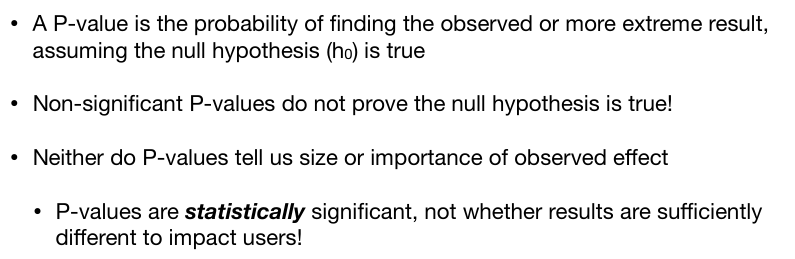 • A P-value is the probability of finding the observed or more extreme result,
assuming the null hypothesis (h₀) is true
• Non-significant P-values do not prove the null hypothesis is true!
• Neither do P-values tell us size or importance of observed effect
• P-values are statistically significant, not whether results are sufficiently
different to impact users!